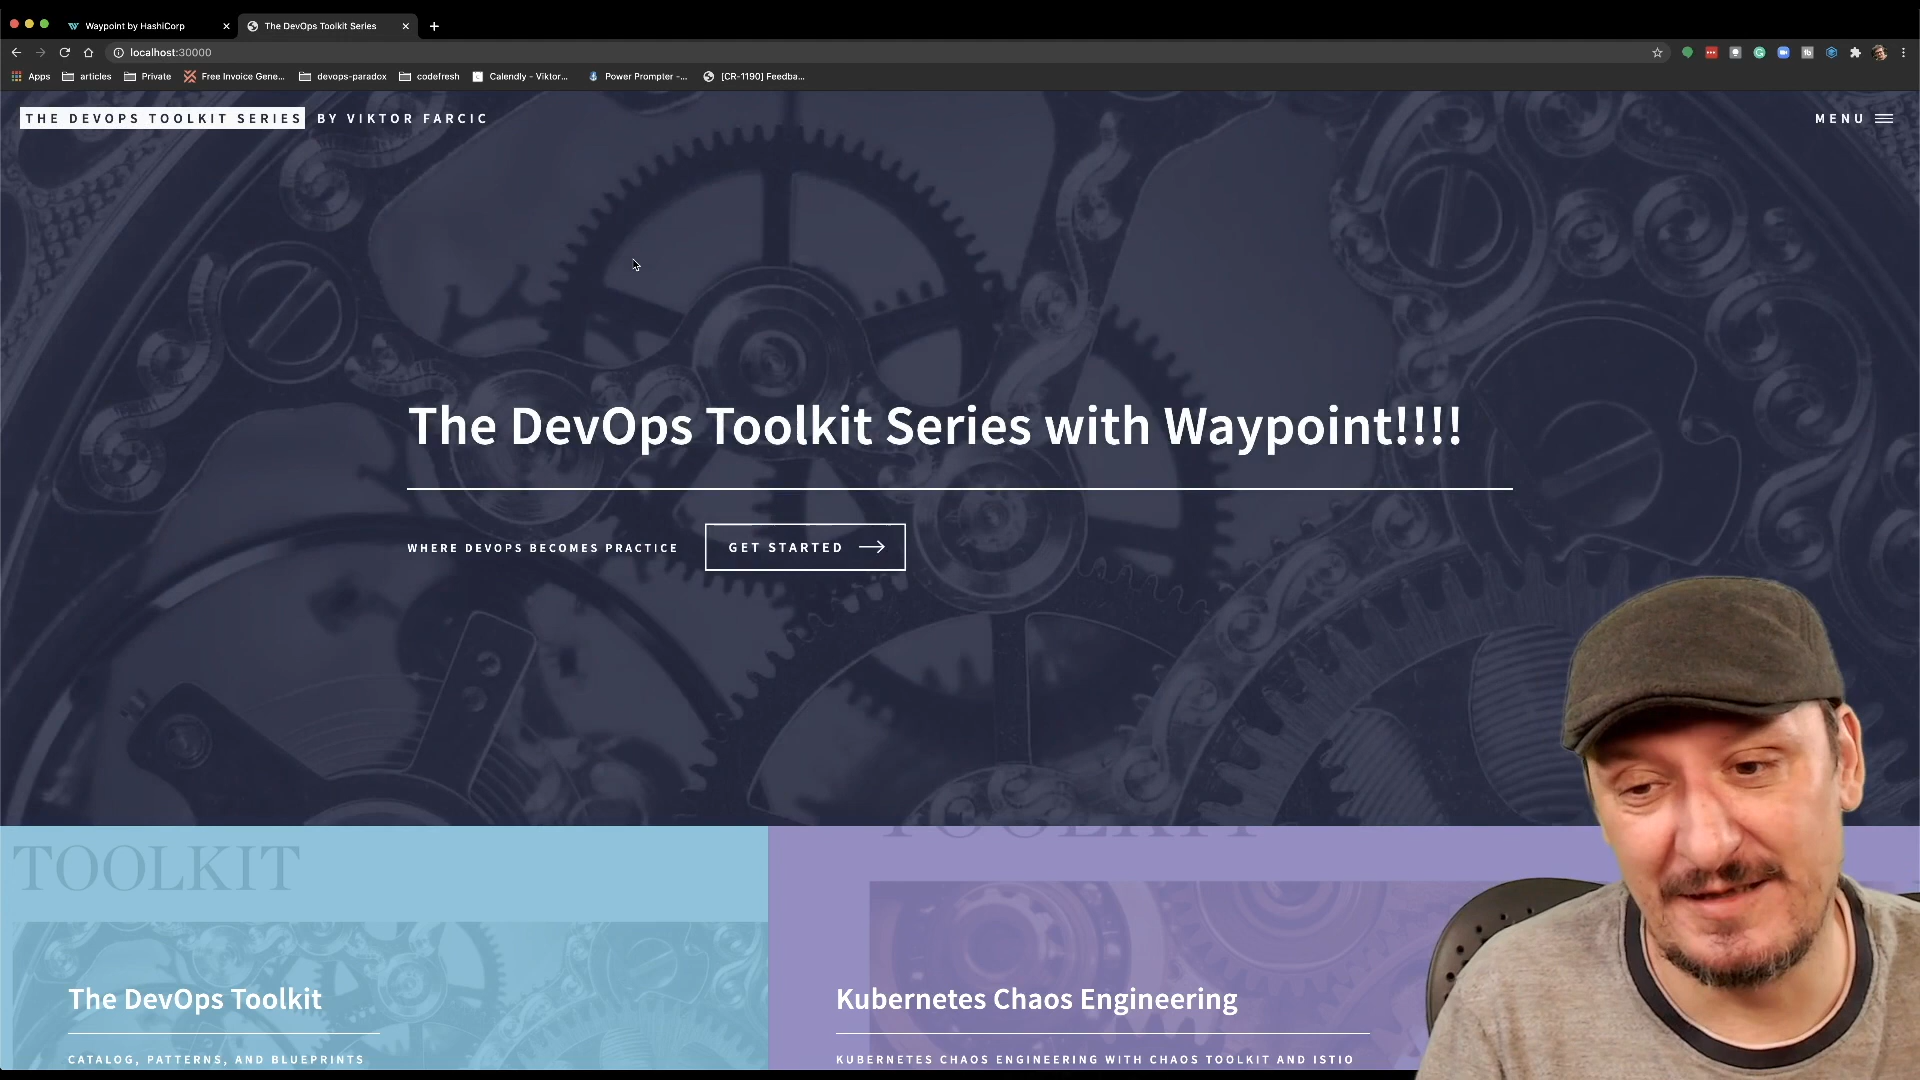 Waypoint by HashiCorp
The DevOps Toolkit Series
localhost:30000
Apps articles Private Free Invoice Gene... devops-paradox codefresh Calendly - Viktor... Power Prompter -... [CR-1190] Feedba...
THE DEVOPS TOOLKIT SERIES BY VIKTOR FARCIC
MENU
The DevOps Toolkit Series with Waypoint!!!!
WHERE DEVOPS BECOMES PRACTICE
GET STARTED
TOOLKIT
TOOLKIT
The DevOps Toolkit
CATALOG, PATTERNS, AND BLUEPRINTS
Kubernetes Chaos Engineering
KUBERNETES CHAOS ENGINEERING WITH CHAOS TOOLKIT AND ISTIO